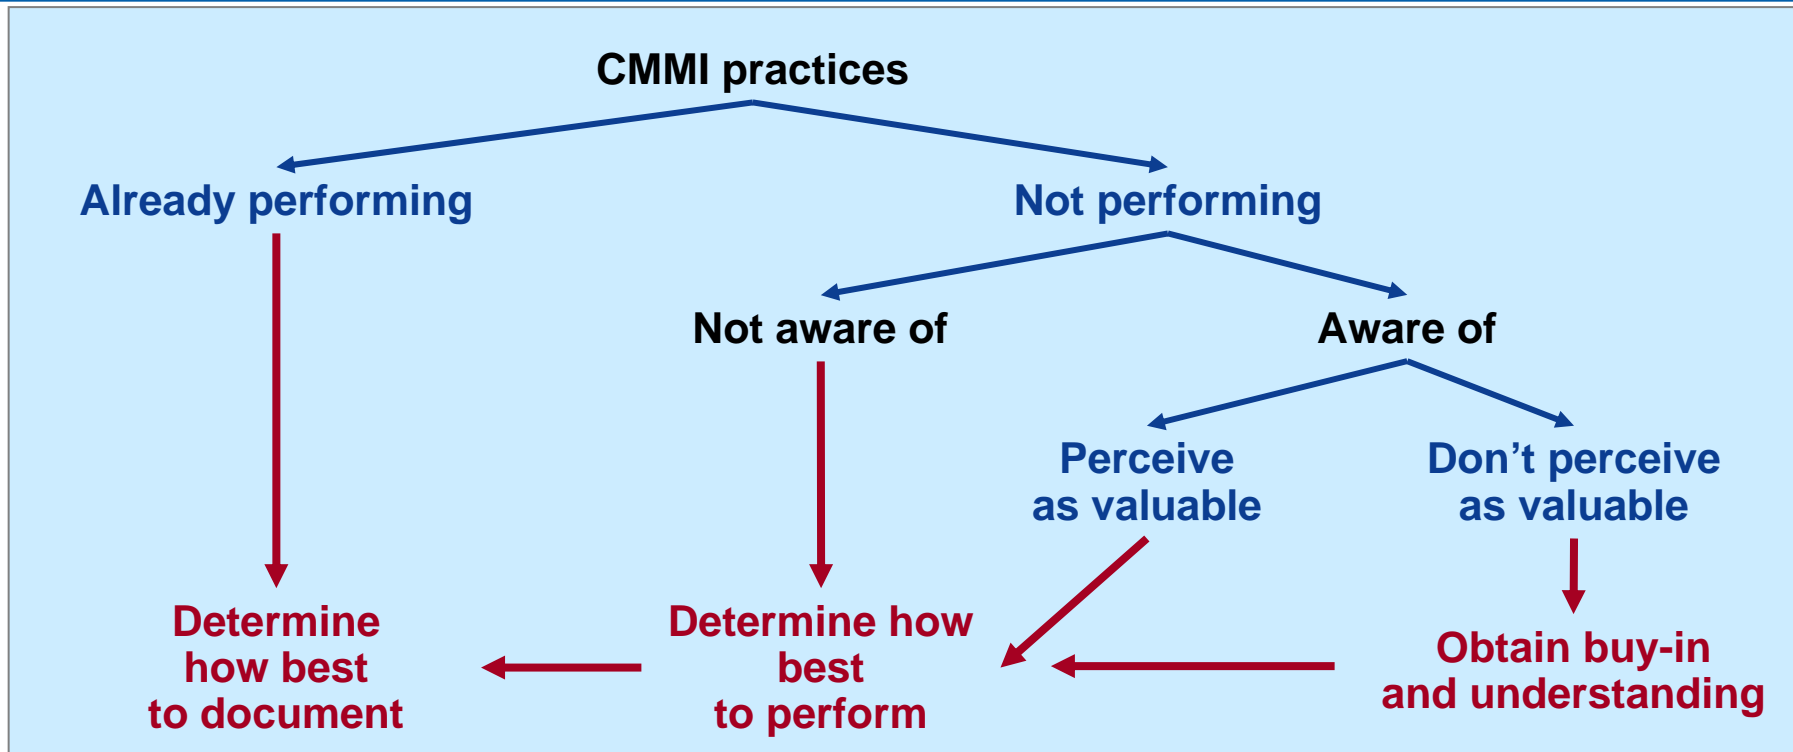 CMMI practices
Already performing
Not performing
Not aware of
Aware of
Perceive
as valuable
Don’t perceive
as valuable
Determine
how best
to document
Determine how
best
to perform
Obtain buy-in
and understanding